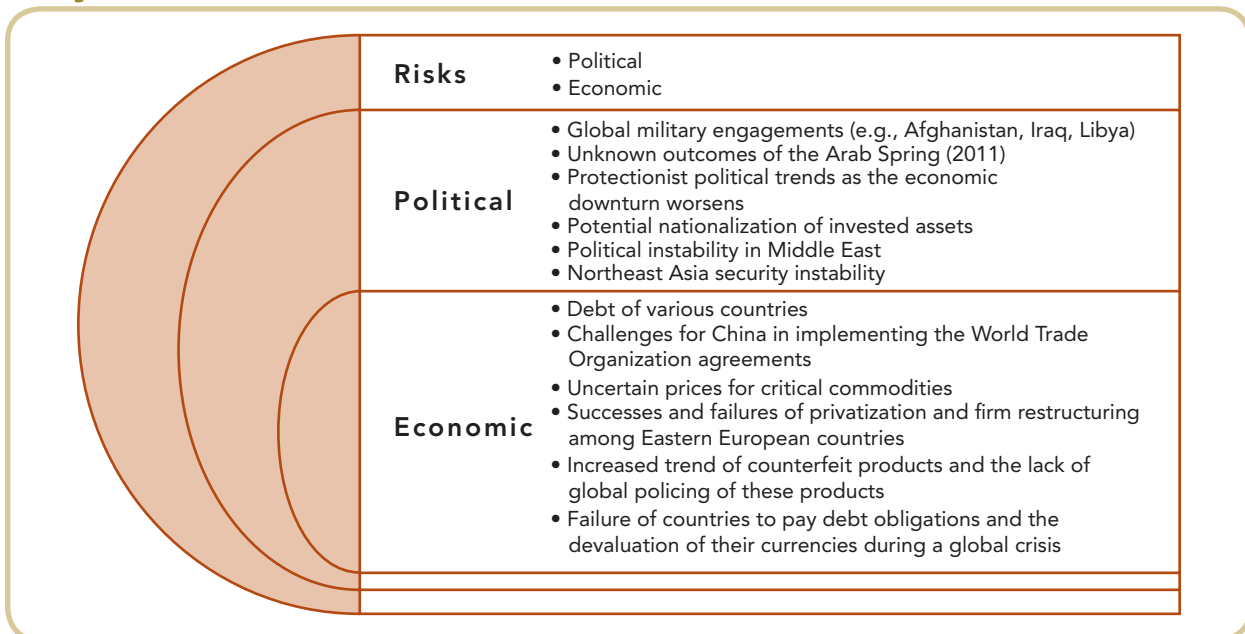 Risks
• Political
• Economic
Political
• Global military engagements (e.g., Afghanistan, Iraq, Libya)
• Unknown outcomes of the Arab Spring (2011)
• Protectionist political trends as the economic
downturn worsens
• Potential nationalization of invested assets
• Political instability in Middle East
• Northeast Asia security instability
Economic
• Debt of various countries
• Challenges for China in implementing the World Trade
Organization agreements
• Uncertain prices for critical commodities
• Successes and failures of privatization and firm restructuring
among Eastern European countries
• Increased trend of counterfeit products and the lack of
global policing of these products
• Failure of countries to pay debt obligations and the
devaluation of their currencies during a global crisis